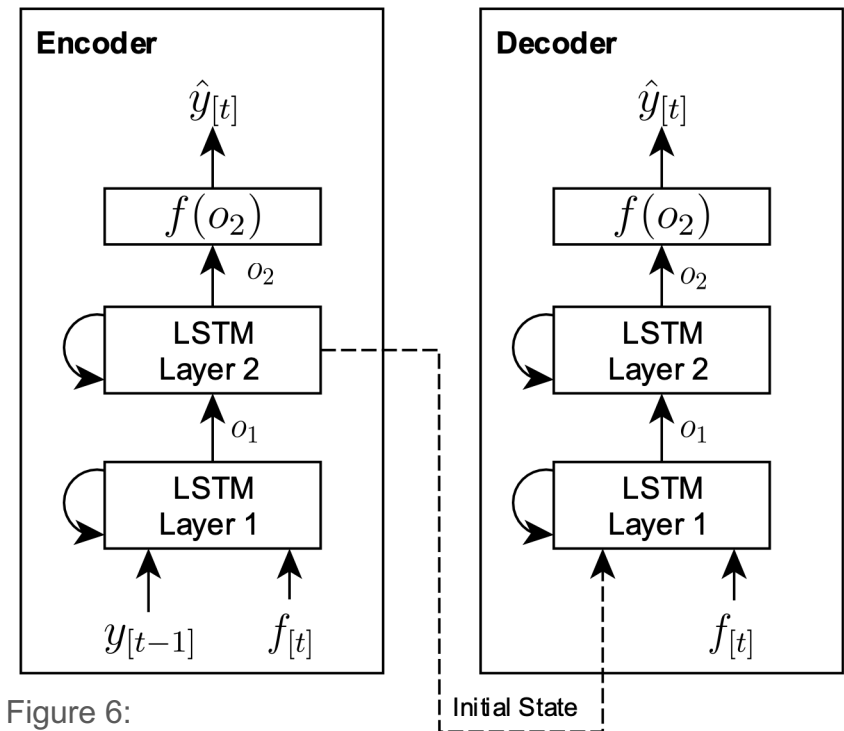 Encoder
ŷ[t]
f(o₂)
o₂
LSTM
Layer 2
o₁
LSTM
Layer 1
y[t−1]
f[t]
Decoder
ŷ[t]
f(o₂)
o₂
LSTM
Layer 2
o₁
LSTM
Layer 1
f[t]
Initial State
Figure 6: